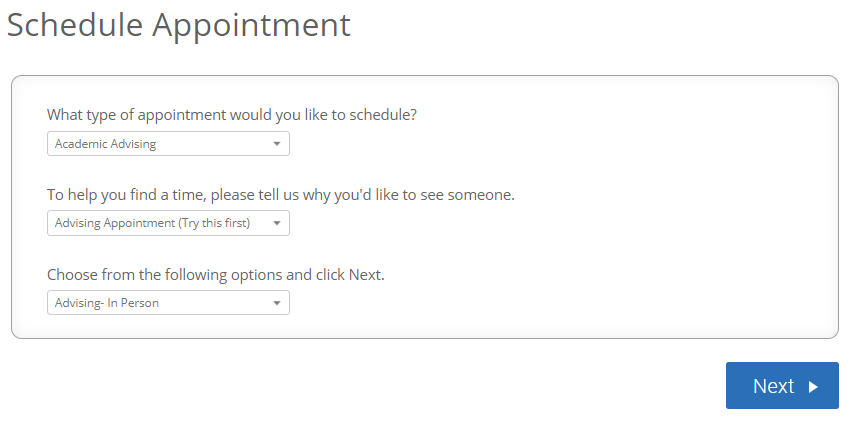 Schedule Appointment
What type of appointment would you like to schedule?
Academic Advising
To help you find a time, please tell us why you'd like to see someone.
Advising Appointment (Try this first)
Choose from the following options and click Next.
Advising- In Person
Next